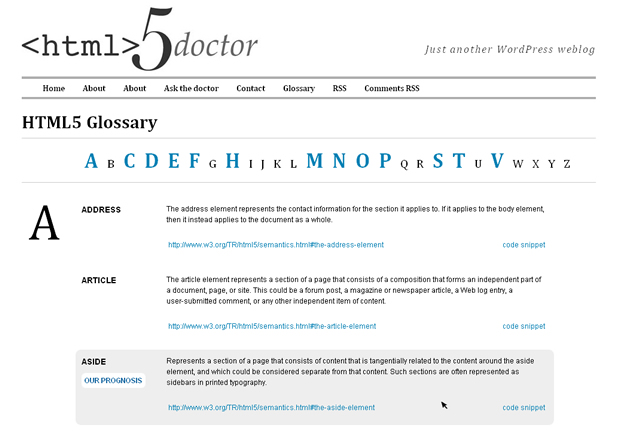 <html>5doctor
Just another WordPress weblog
Home About About Ask the doctor Contact Glossary RSS Comments RSS
HTML5 Glossary
A B C D E F G H I J K L M N O P Q R S T U V W X Y Z
A
ADDRESS
The address element represents the contact information for the section it applies to. If it applies to the body element,
then it instead applies to the document as a whole.
http://www.w3.org/TR/html5/semantics.html#the-address-element code snippet
ARTICLE
The article element represents a section of a page that consists of a composition that forms an independent part of
a document, page, or site. This could be a forum post, a magazine or newspaper article, a Web log entry, a
user-submitted comment, or any other independent item of content.
http://www.w3.org/TR/html5/semantics.html#the-article-element code snippet
ASIDE
OUR PROGNOSIS
Represents a section of a page that consists of content that is tangentially related to the content around the aside
element, and which could be considered separate from that content. Such sections are often represented as
sidebars in printed typography.
http://www.w3.org/TR/html5/semantics.html#the-aside-element code snippet